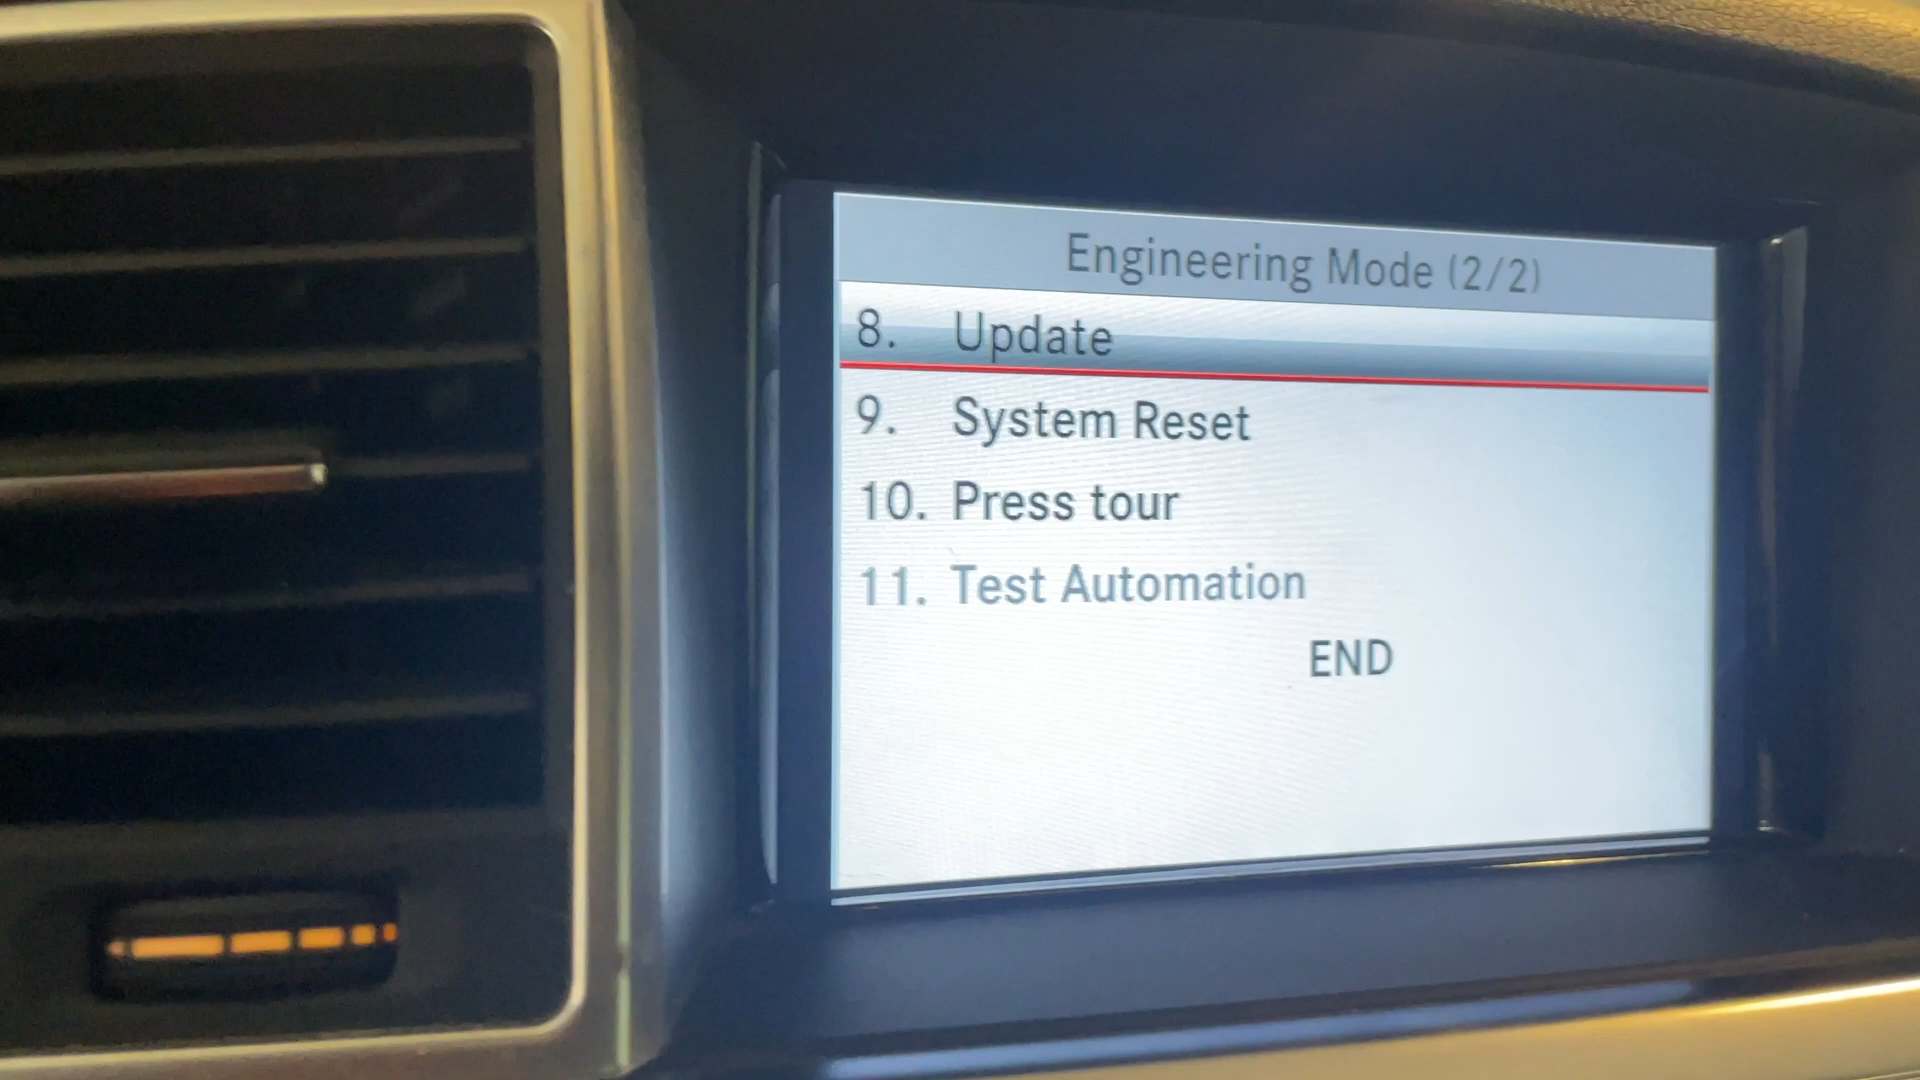 Engineering Mode (2/2)
8. Update
9. System Reset
10. Press tour
11. Test Automation
END